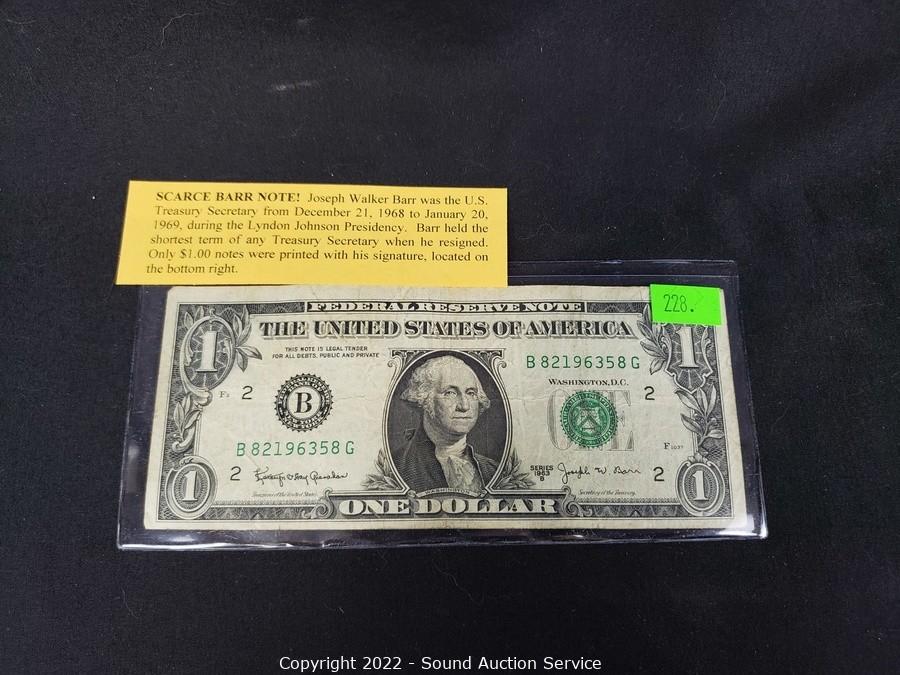 SCARCE BARR NOTE! Joseph Walker Barr was the U.S.
Treasury Secretary from December 21, 1968 to January 20,
1969, during the Lyndon Johnson Presidency. Barr held the
shortest term of any Treasury Secretary when he resigned.
Only $1.00 notes were printed with his signature, located on
the bottom right.
228.
FEDERAL RESERVE NOTE
THE UNITED STATES OF AMERICA
1
1
THIS NOTE IS LEGAL TENDER
FOR ALL DEBTS, PUBLIC AND PRIVATE
B 82196358 G
WASHINGTON, D.C.
F2
2
B
2
ONE
B 82196358 G
2
Treasurer of the United States.
WASHINGTON
SERIES
1963
B
Joseph W Barr
Secretary of the Treasury.
2
1
ONE DOLLAR
1
Copyright 2022 - Sound Auction Service